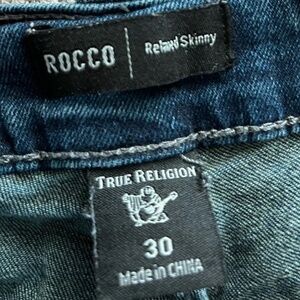 ROCCO | Relaxed Skinny
TRUE RELIGION
30
Made in CHINA